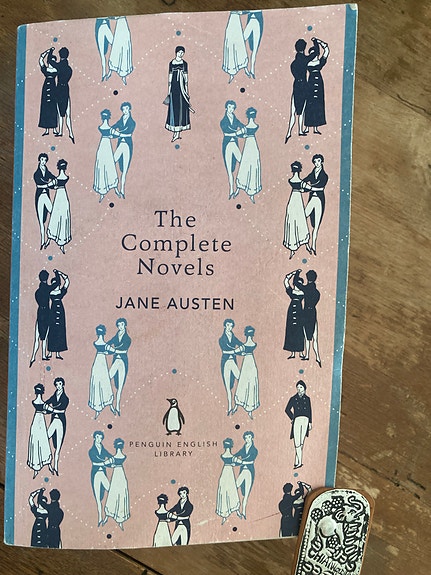 The
Complete
Novels
JANE AUSTEN
PENGUIN ENGLISH
LIBRARY